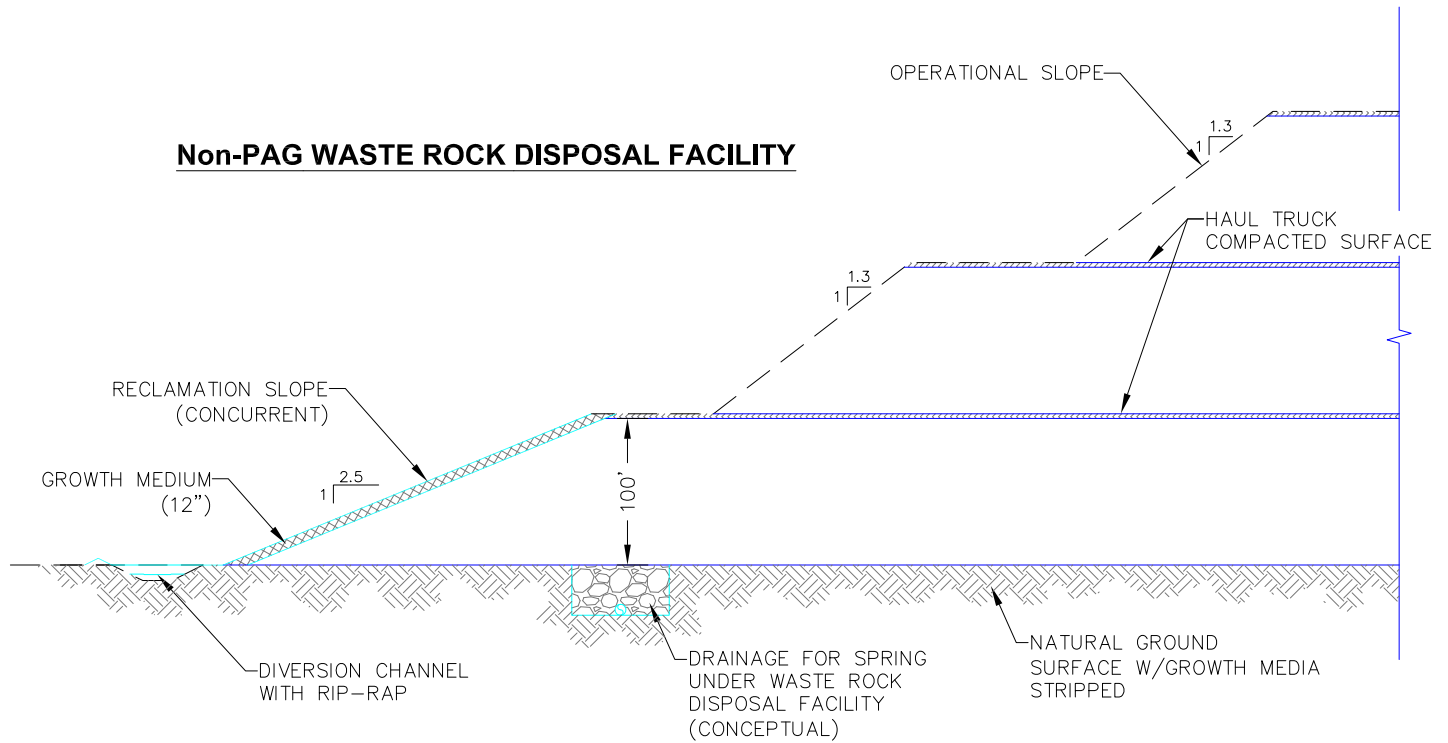 OPERATIONAL SLOPE
Non-PAG WASTE ROCK DISPOSAL FACILITY
1.3
1
HAUL TRUCK
COMPACTED SURFACE
1.3
1
RECLAMATION SLOPE
(CONCURRENT)
GROWTH MEDIUM
(12")
2.5
1
100'
S
DIVERSION CHANNEL
WITH RIP-RAP
DRAINAGE FOR SPRING
UNDER WASTE ROCK
DISPOSAL FACILITY
(CONCEPTUAL)
NATURAL GROUND
SURFACE W/GROWTH MEDIA
STRIPPED